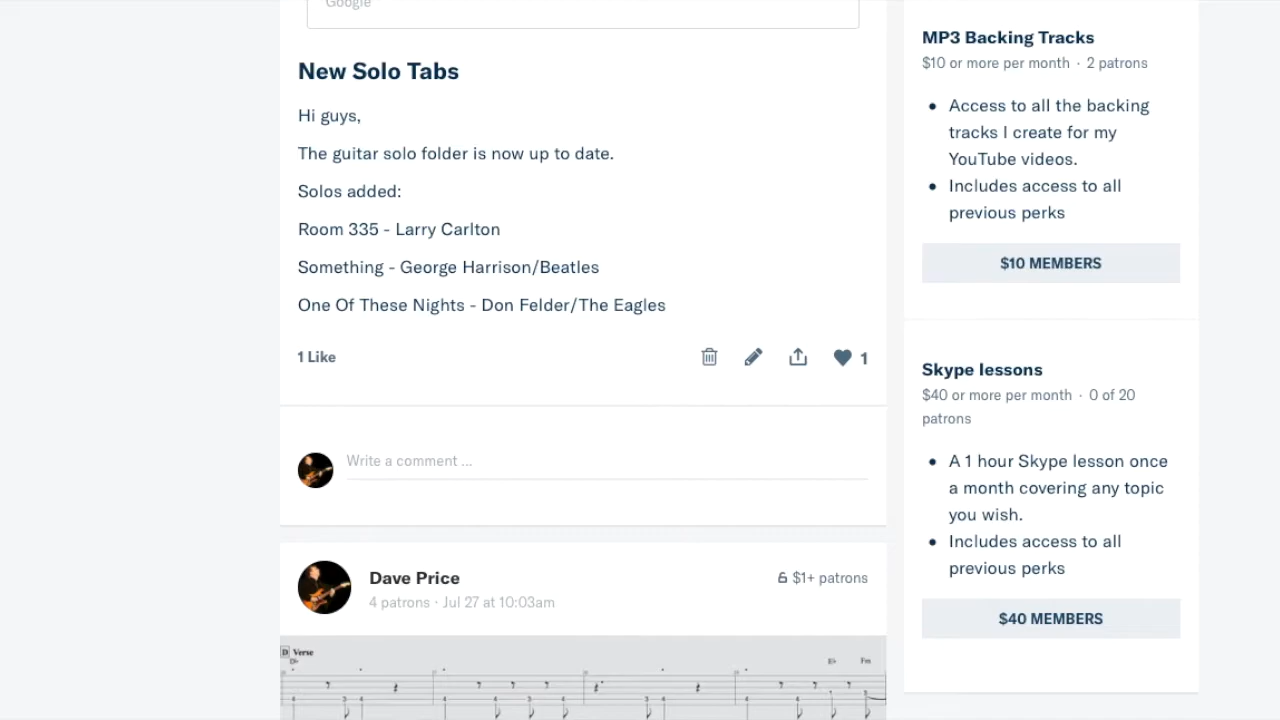 Google
New Solo Tabs
Hi guys,
The guitar solo folder is now up to date.
Solos added:
Room 335 - Larry Carlton
Something - George Harrison/Beatles
One Of These Nights - Don Felder/The Eagles
1 Like
1
Write a comment ...
Dave Price
$1+ patrons
4 patrons · Jul 27 at 10:03am
D Verse
Fm
MP3 Backing Tracks
$10 or more per month · 2 patrons
Access to all the backing
tracks I create for my
YouTube videos.
Includes access to all
previous perks
$10 MEMBERS
Skype lessons
$40 or more per month · 0 of 20
patrons
A 1 hour Skype lesson once
a month covering any topic
you wish.
Includes access to all
previous perks
$40 MEMBERS